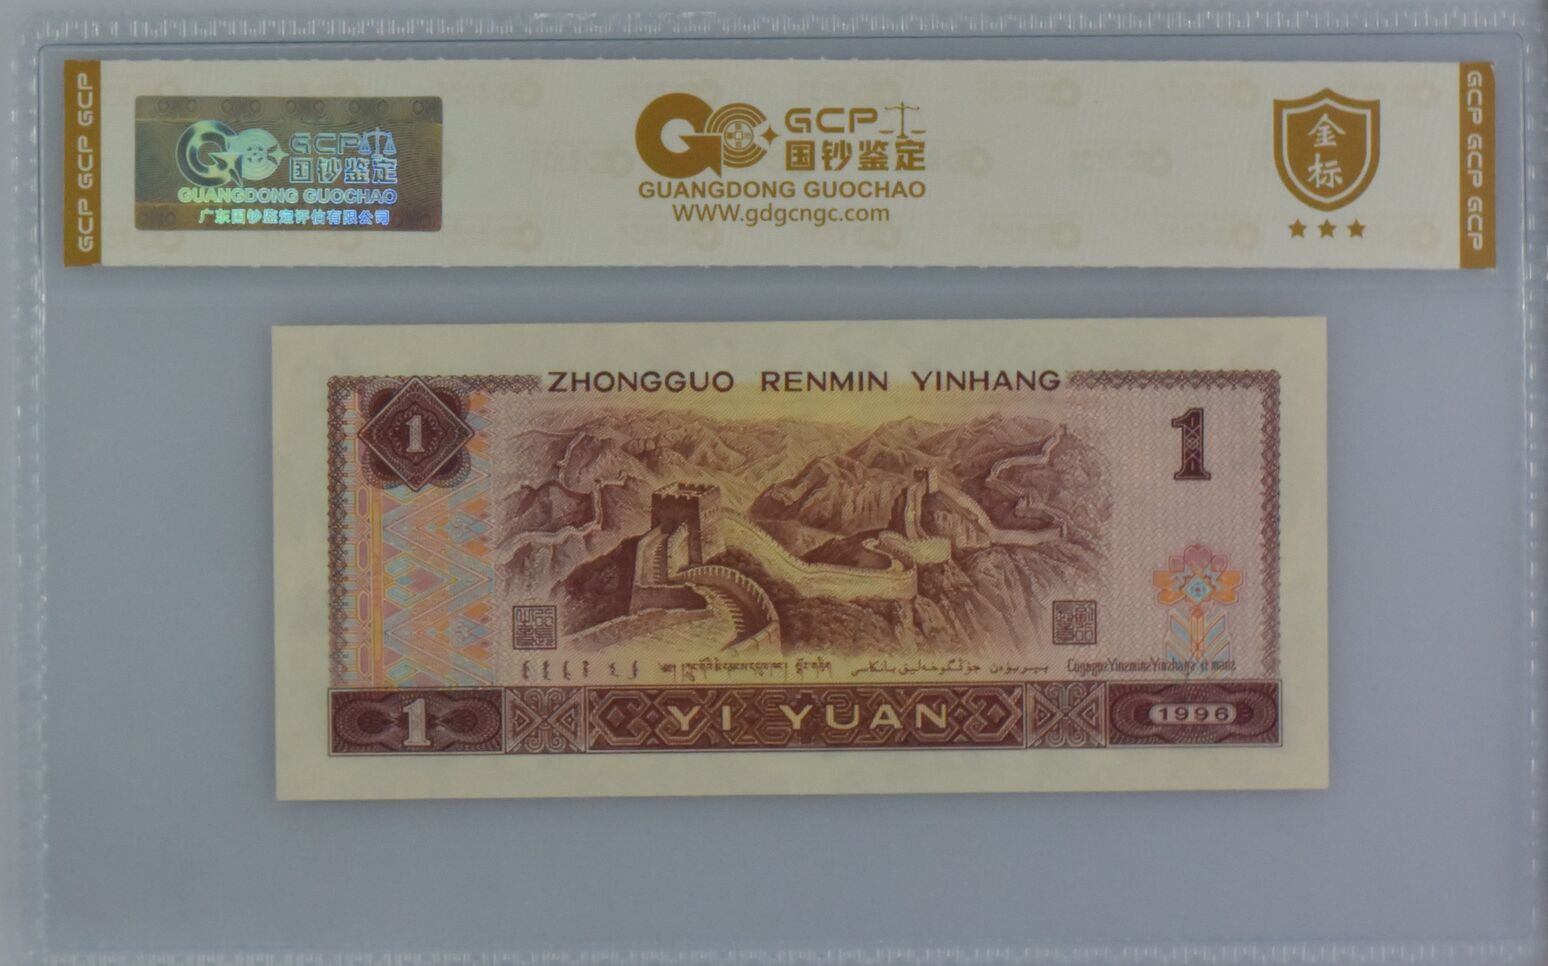 GCP GCP GCP
GCP
国钞鉴定
GUANGDONG GUOCHAO
广东国钞鉴定评估有限公司
GCP
国钞鉴定
GUANGDONG GUOCHAO
WWW.gdgcngc.com
金标
GCP GCP GCP
ZHONGGUO RENMIN YINHANG
1
1
1
YI YUAN
1996